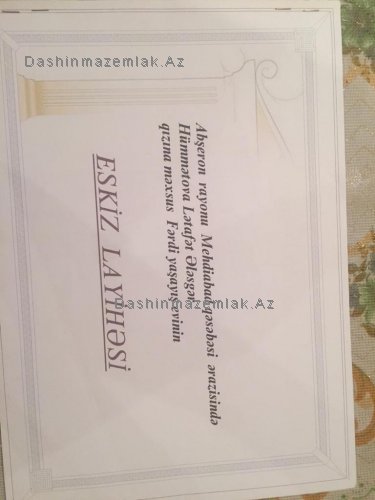 Dashinmazemlak.Az
Abşeron rayonu Mehdiabad qəsəbəsi ərazisində
Hümmətova Lətafət Ələsgər
qızına məxsus Fərdi yaşayış evinin
ESKİZ LAYİHƏSİ
Dashinmazemlak.Az